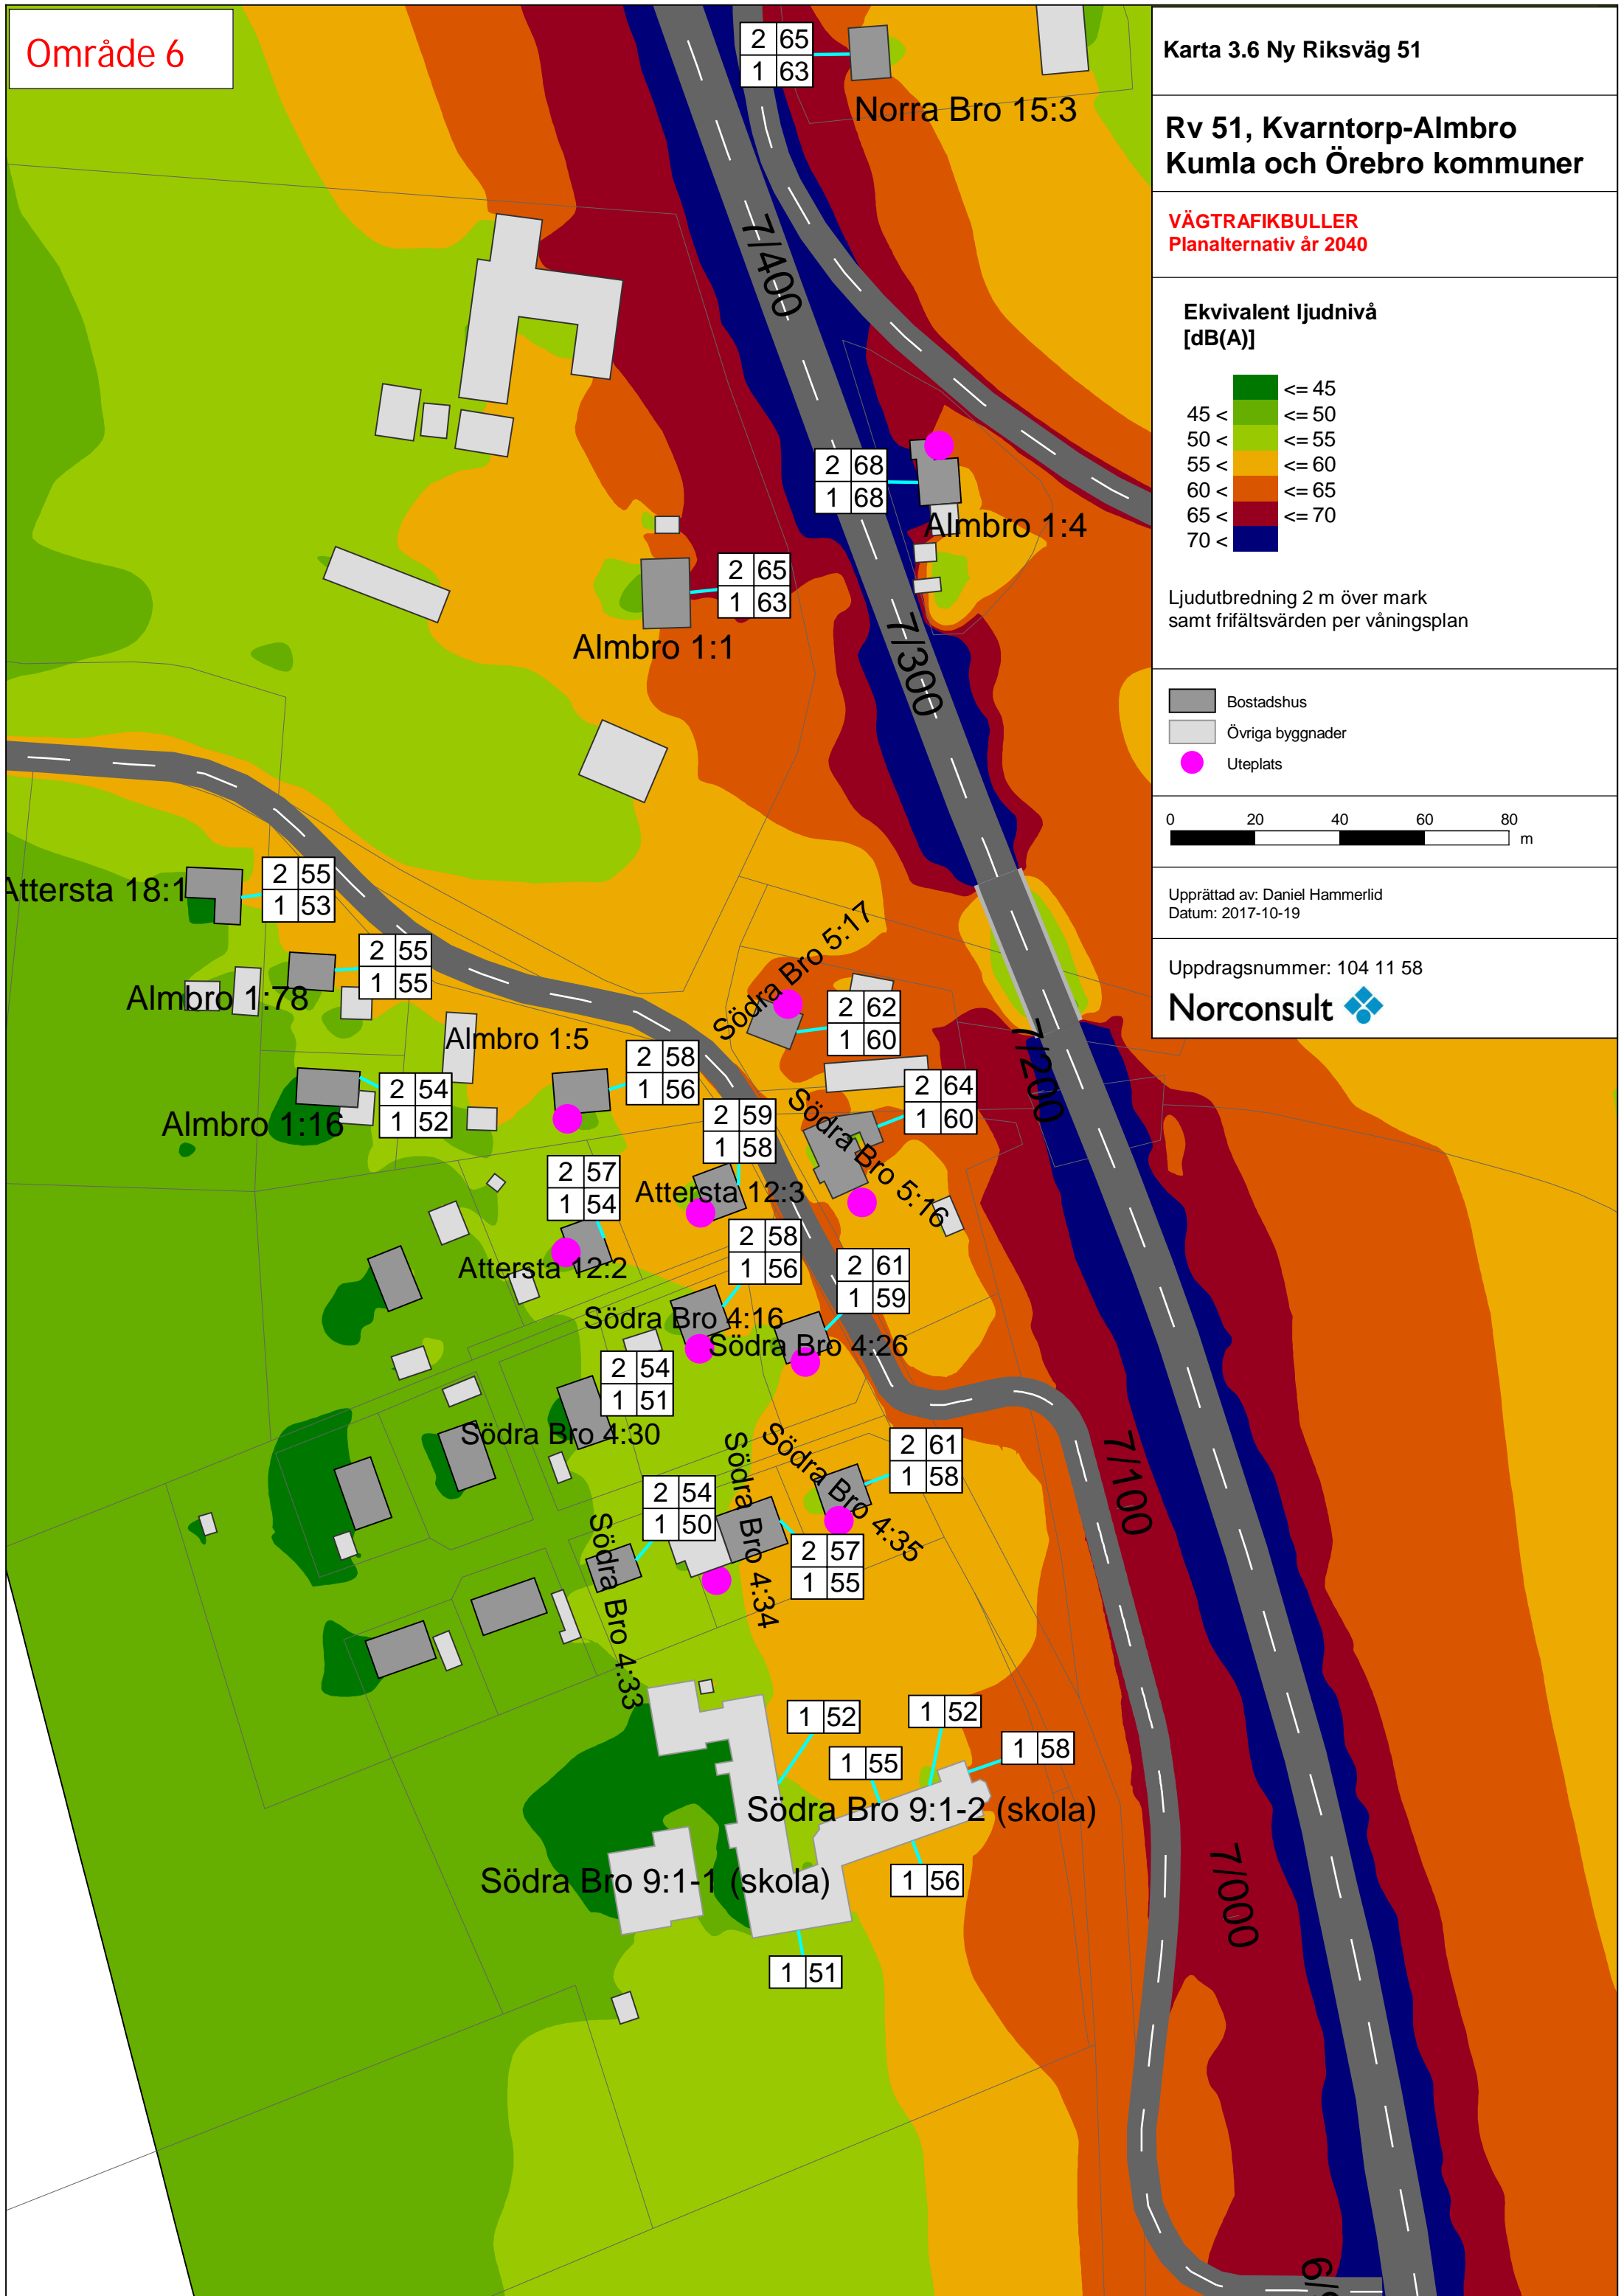 Område 6
Karta 3.6 Ny Riksväg 51
Rv 51, Kvarntorp-Almbro
Kumla och Örebro kommuner
VÄGTRAFIKBULLER
Planalternativ år 2040
Ekvivalent ljudnivå
[dB(A)]
<= 45
45 < <= 50
50 < <= 55
55 < <= 60
60 < <= 65
65 < <= 70
70 <
Ljudutbredning 2 m över mark
samt frifältsvärden per våningsplan
Bostadshus
Övriga byggnader
Uteplats
0 20 40 60 80
m
Upprättad av: Daniel Hammerlid
Datum: 2017-10-19
Uppdragsnummer: 104 11 58
Norconsult
2 65
1 63
Norra Bro 15:3
7/400
2 68
1 68
Almbro 1:4
2 65
1 63
Almbro 1:1
7/300
Attersta 18:1
2 55
1 53
2 55
1 55
Almbro 1:78
Södra Bro 5:17
2 62
1 60
Almbro 1:5
2 58
1 56
7/200
2 54
1 52
Almbro 1:16
2 64
1 60
Södra Bro 5:16
2 59
1 58
Attersta 12:3
2 57
1 54
Attersta 12:2
2 58
1 56
Södra Bro 4:16
2 61
1 59
Södra Bro 4:26
2 54
1 51
Södra Bro 4:30
2 61
1 58
Södra Bro 4:35
7/100
2 54
1 50
Södra Bro 4:33
Södra Bro 4:34
2 57
1 55
1 52
1 52
1 55
1 58
Södra Bro 9:1-2 (skola)
1 56
Södra Bro 9:1-1 (skola)
1 51
7/000